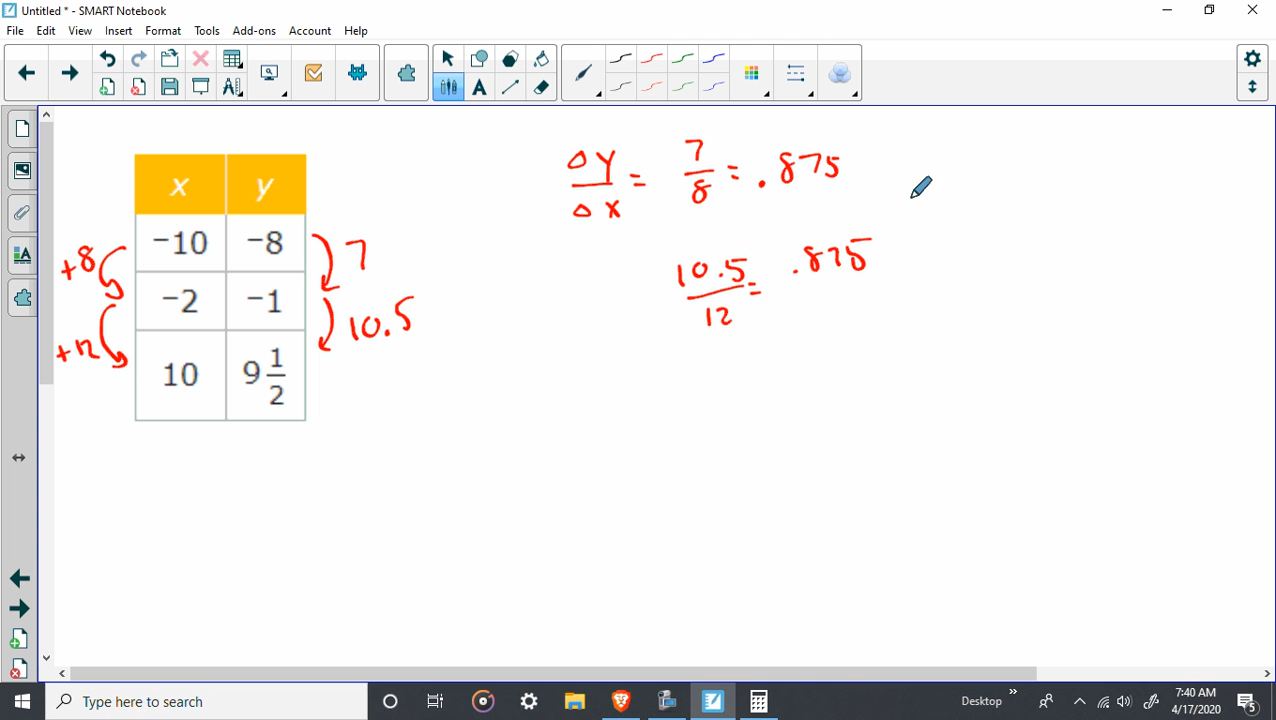 Untitled * - SMART Notebook
File Edit View Insert Format Tools Add-ons Account Help
A
A
x y
-10 -8
-2 -1
10 9 1/2
+8
+12
7
10.5
Δy/Δx = 7/8 = .875
10.5/12 = .875
Type here to search
Desktop
7:40 AM
4/17/2020
5